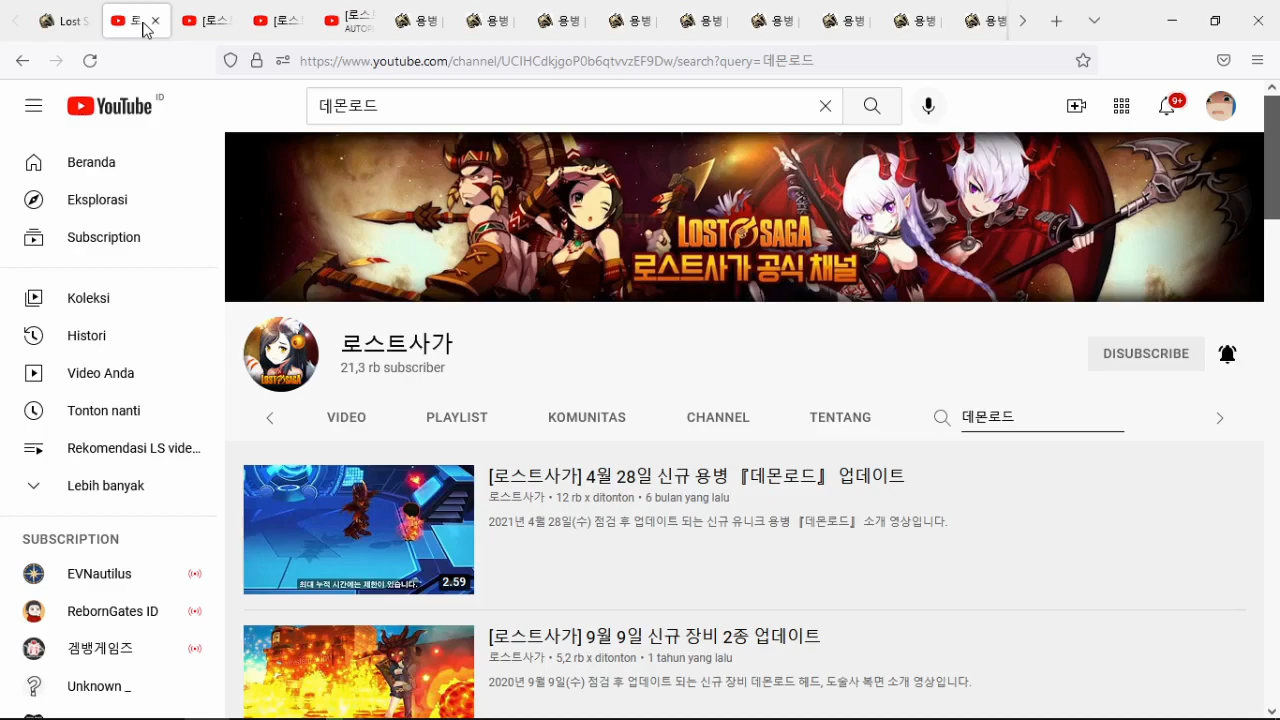 Lost S
로
[로스
[로스
[로스
AUTOPL
용병
용병
용병
용병
용병
용병
용병
용병
용병
https://www.youtube.com/channel/UCIHCdkjgoP0b6qtvvzEF9Dw/search?query=데몬로드
YouTube ID
데몬로드
9+
Beranda
Eksplorasi
Subscription
Koleksi
Histori
Video Anda
Tonton nanti
Rekomendasi LS vide...
Lebih banyak
SUBSCRIPTION
EVNautilus
RebornGates ID
겜뱅게임즈
Unknown _
LOST SAGA
로스트사가 공식 채널
LOST SAGA
로스트사가
21,3 rb subscriber
DISUBSCRIBE
VIDEO PLAYLIST KOMUNITAS CHANNEL TENTANG 데몬로드
최대 누적 시간에는 제한이 있습니다.
2.59
[로스트사가] 4월 28일 신규 용병 『데몬로드』 업데이트
로스트사가 • 12 rb x ditonton • 6 bulan yang lalu
2021년 4월 28일(수) 점검 후 업데이트 되는 신규 유니크 용병 『데몬로드』 소개 영상입니다.
[로스트사가] 9월 9일 신규 장비 2종 업데이트
로스트사가 • 5,2 rb x ditonton • 1 tahun yang lalu
2020년 9월 9일(수) 점검 후 업데이트 되는 신규 장비 데몬로드 헤드, 도술사 복면 소개 영상입니다.